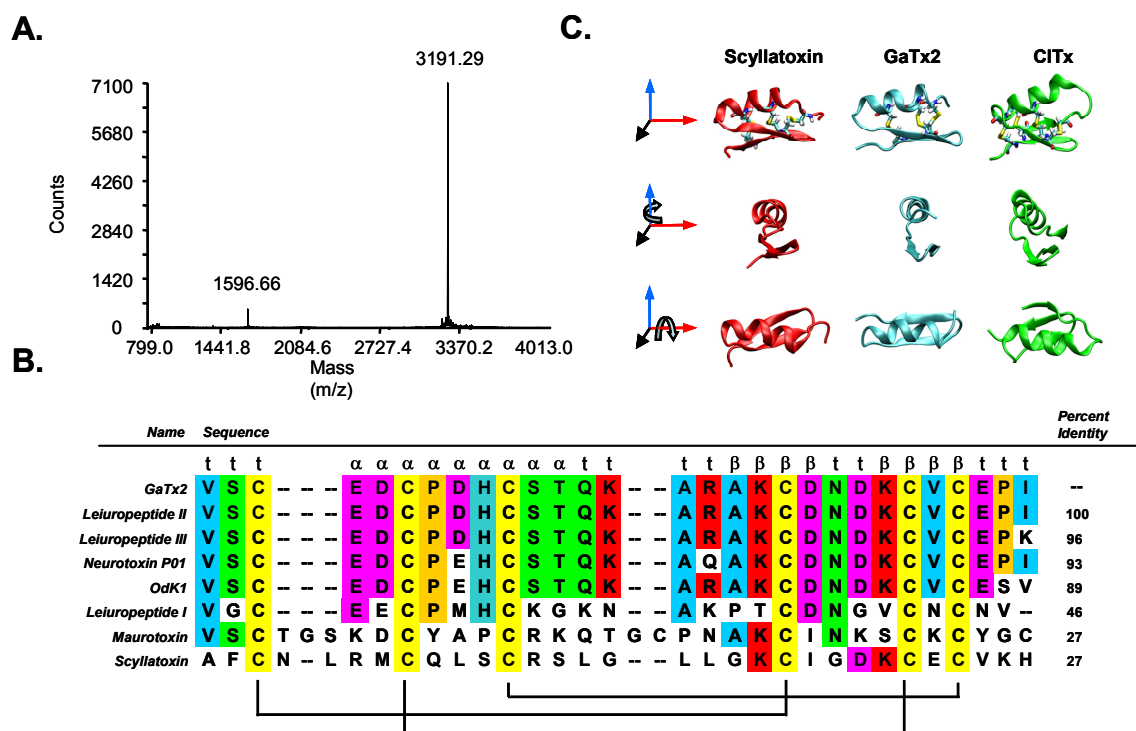 A.
3191.29
7100
5680
4260
2840
1420
0
Counts
1596.66
799.0 1441.8 2084.6 2727.4 3370.2 4013.0
Mass
(m/z)
C.
Scyllatoxin GaTx2 ClTx
B.
Name Sequence Percent Identity
t t t α α α α α α α α α t t t t β β β β t t β β β β t t t
GaTx2 V S C -- -- -- E D C P D H C S T Q K -- -- A R A K C D N D K C V C E P I --
Leiuropeptide II V S C -- -- -- E D C P D H C S T Q K -- -- A R A K C D N D K C V C E P I 100
Leiuropeptide III V S C -- -- -- E D C P D H C S T Q K -- -- A R A K C D N D K C V C E P K 96
Neurotoxin P01 V S C -- -- -- E D C P E H C S T Q K -- -- A Q A K C D N D K C V C E P I 93
OdK1 V S C -- -- -- E D C P E H C S T Q K -- -- A R A K C D N D K C V C E S V 89
Leiuropeptide I V G C -- -- -- E E C P M H C K G K N -- -- A K P T C D N G V C N C N V -- 46
Maurotoxin V S C T G S K D C Y A P C R K Q T G C P N A K C I N K S C K C Y G C 27
Scyllatoxin A F C N -- L R M C Q L S C R S L G -- -- L L G K C I G D K C E C V K H 27